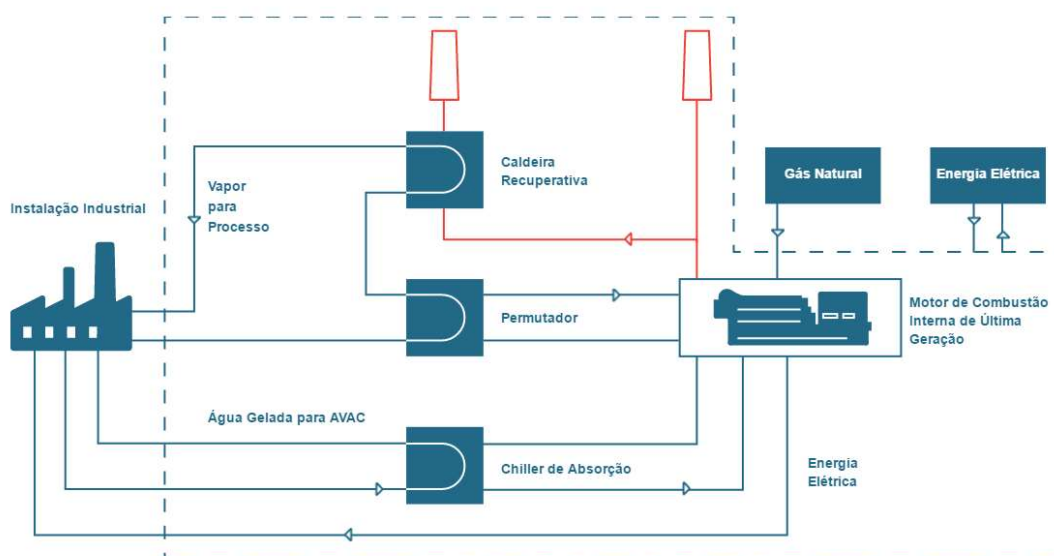 Caldeira
Recuperativa
Gás Natural
Energia Elétrica
Vapor
para
Processo
Instalação Industrial
Permutador
Motor de Combustão
Interna de Última
Geração
Água Gelada para AVAC
Chiller de Absorção
Energia
Elétrica